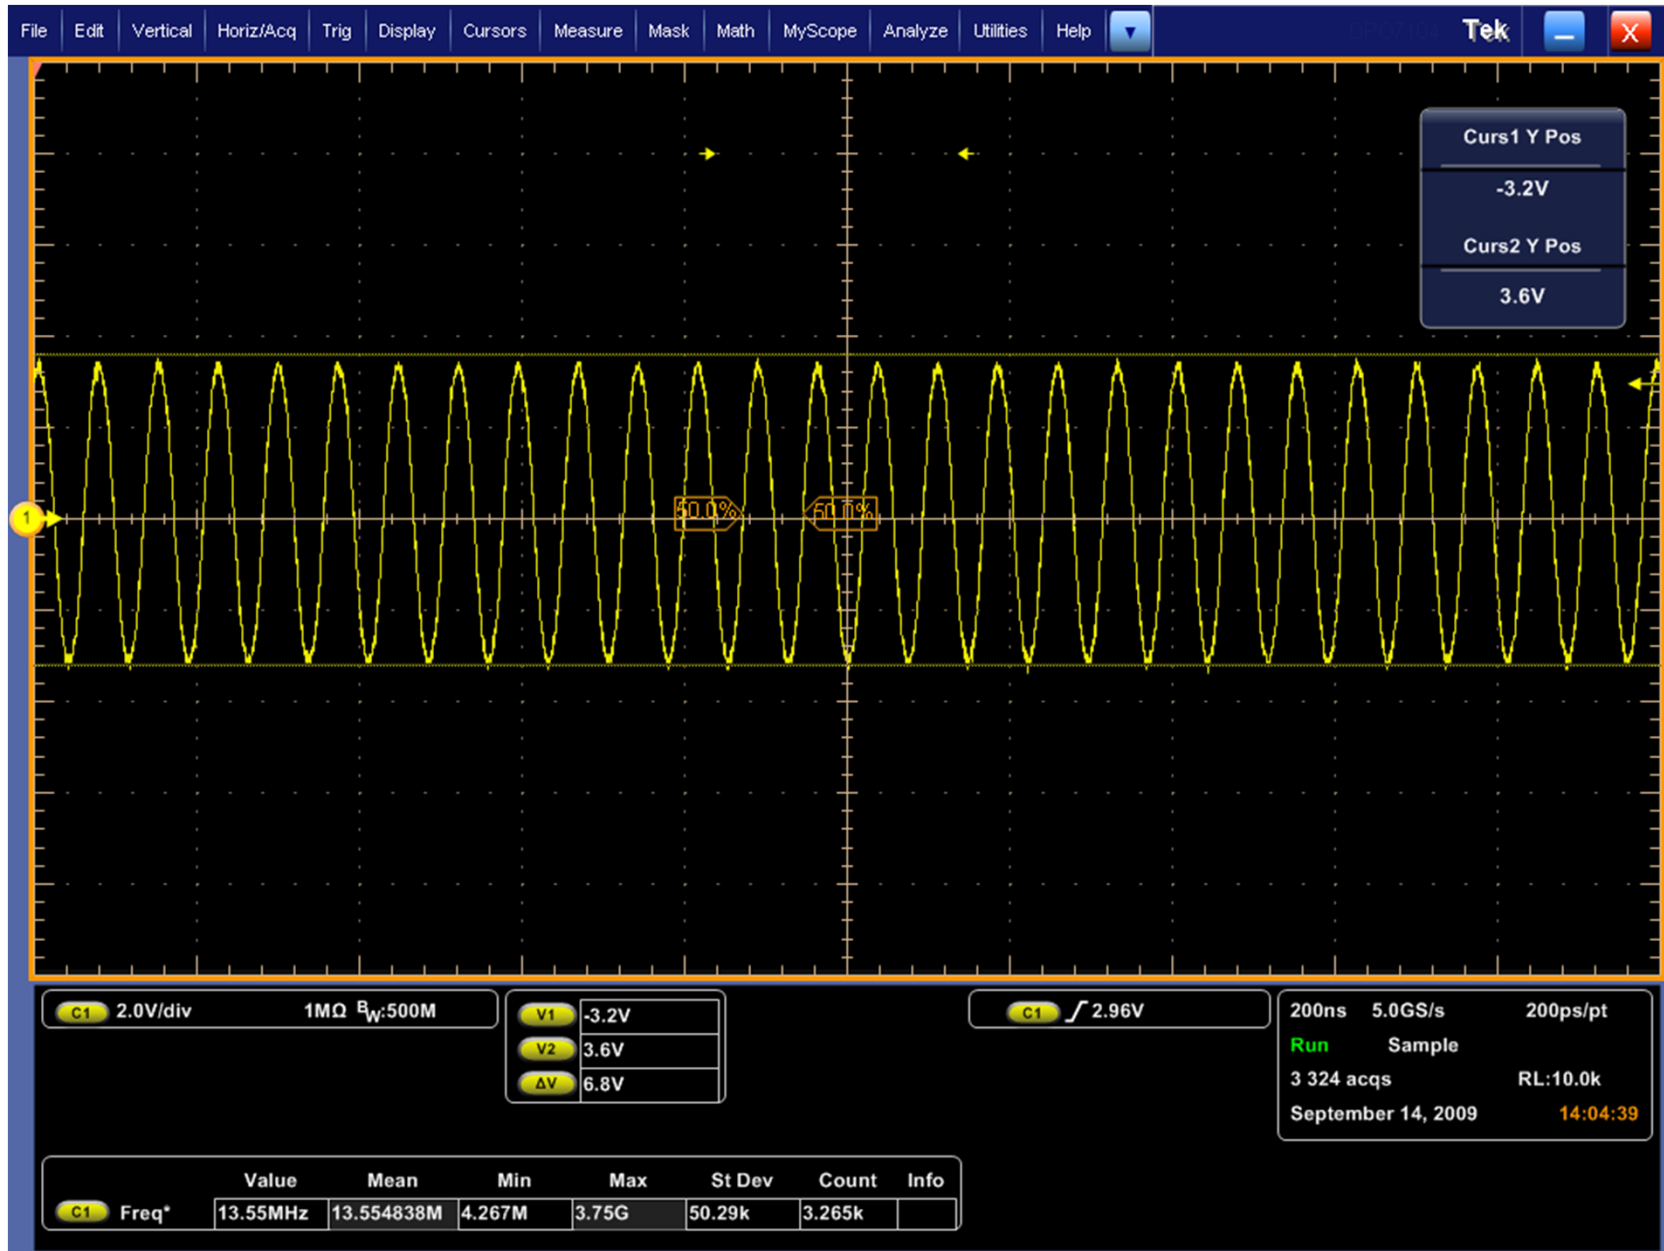 File Edit Vertical Horiz/Acq Trig Display Cursors Measure Mask Math MyScope Analyze Utilities Help Tek X
Curs1 Y Pos
-3.2V
Curs2 Y Pos
3.6V
50.0% 50.0%
1
C1 2.0V/div 1MΩ BW:500M
V1 -3.2V
V2 3.6V
ΔV 6.8V
C1 2.96V
200ns 5.0GS/s 200ps/pt
Run Sample
3 324 acqs RL:10.0k
September 14, 2009 14:04:39
Value Mean Min Max St Dev Count Info
C1 Freq* 13.55MHz 13.554838M 4.267M 3.75G 50.29k 3.265k